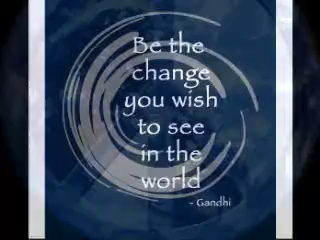 Be the
change
you wish
to see
in the
world
- Gandhi